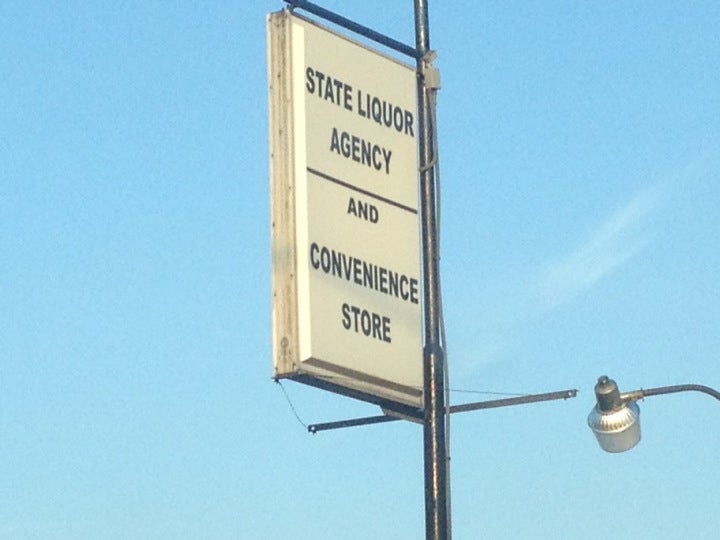 STATE LIQUOR
AGENCY
AND
CONVENIENCE
STORE